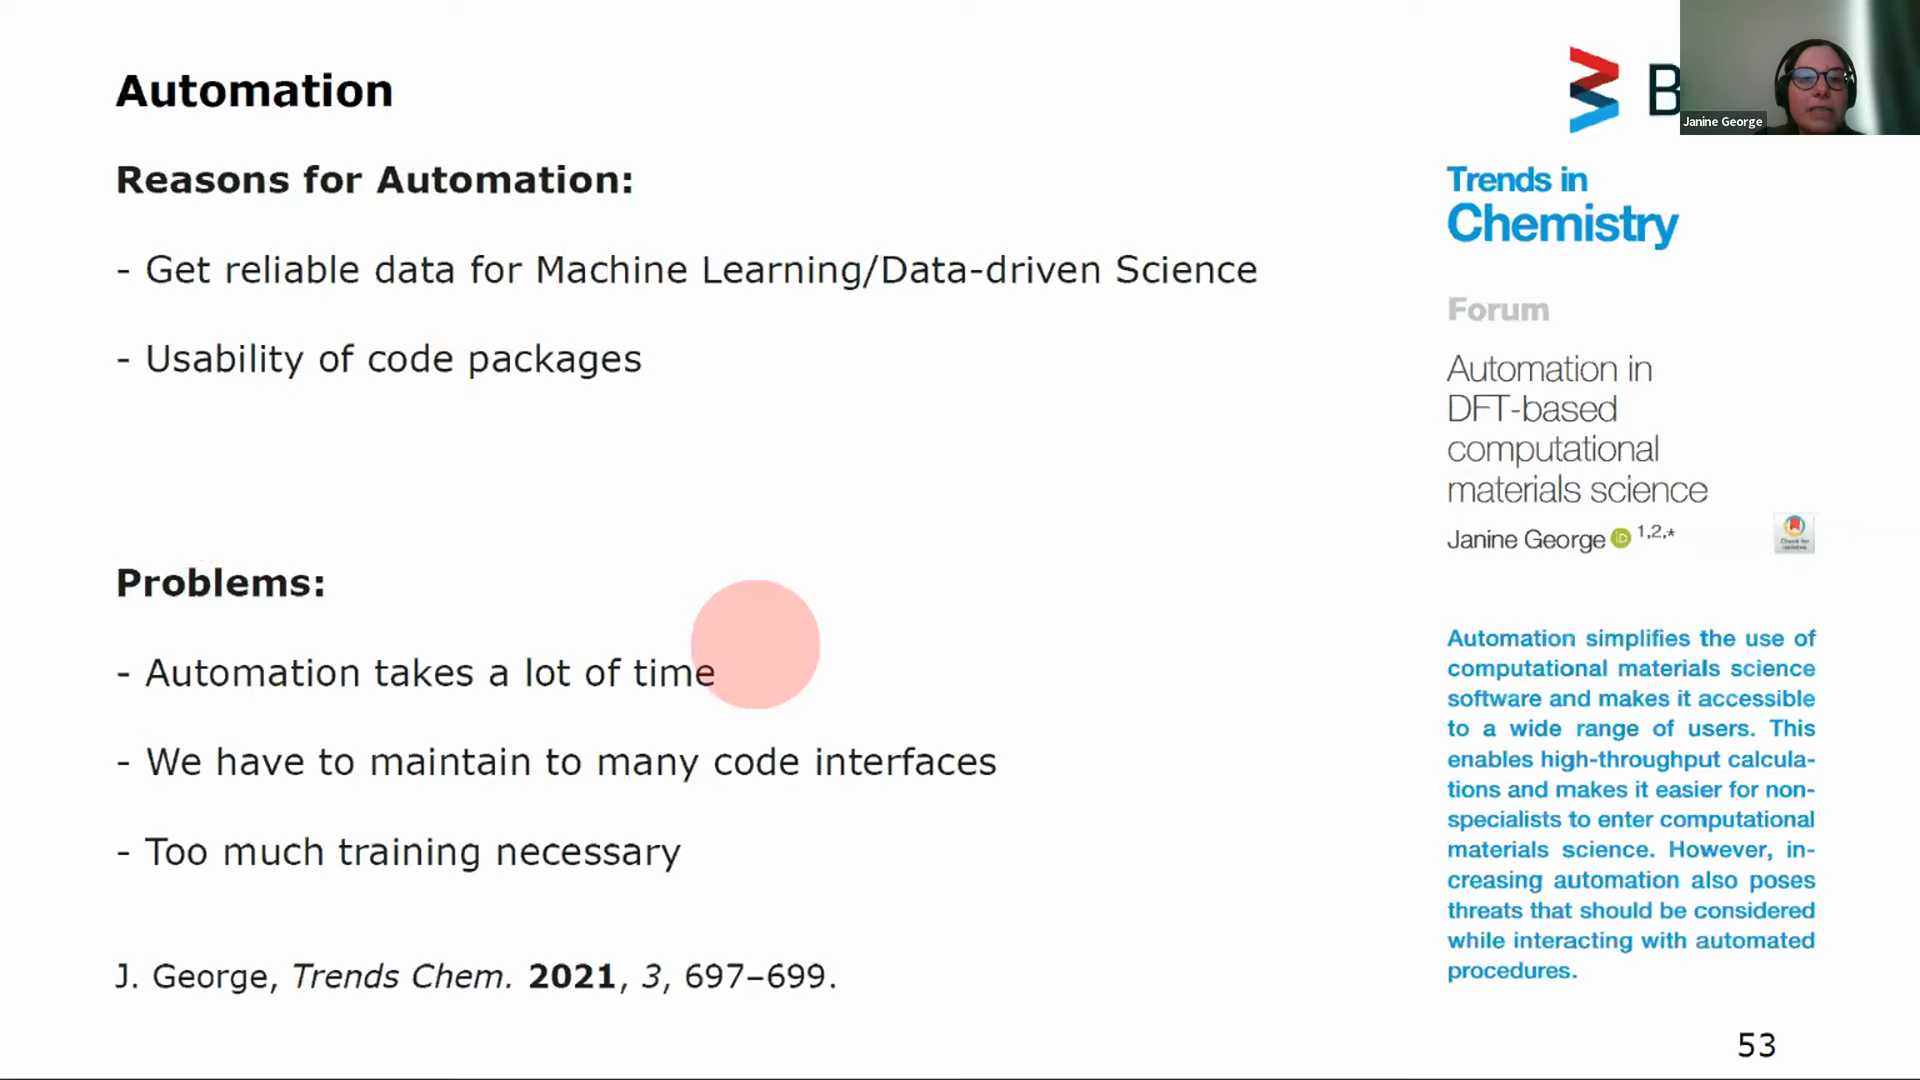 Automation
B
Janine George
Reasons for Automation:
- Get reliable data for Machine Learning/Data-driven Science
- Usability of code packages
Problems:
- Automation takes a lot of time
- We have to maintain to many code interfaces
- Too much training necessary
J. George, Trends Chem. 2021, 3, 697–699.
Trends in
Chemistry
Forum
Automation in
DFT-based
computational
materials science
Janine George iD 1,2,*
Check for
updates
Automation simplifies the use of
computational materials science
software and makes it accessible
to a wide range of users. This
enables high-throughput calcula-
tions and makes it easier for non-
specialists to enter computational
materials science. However, in-
creasing automation also poses
threats that should be considered
while interacting with automated
procedures.
53